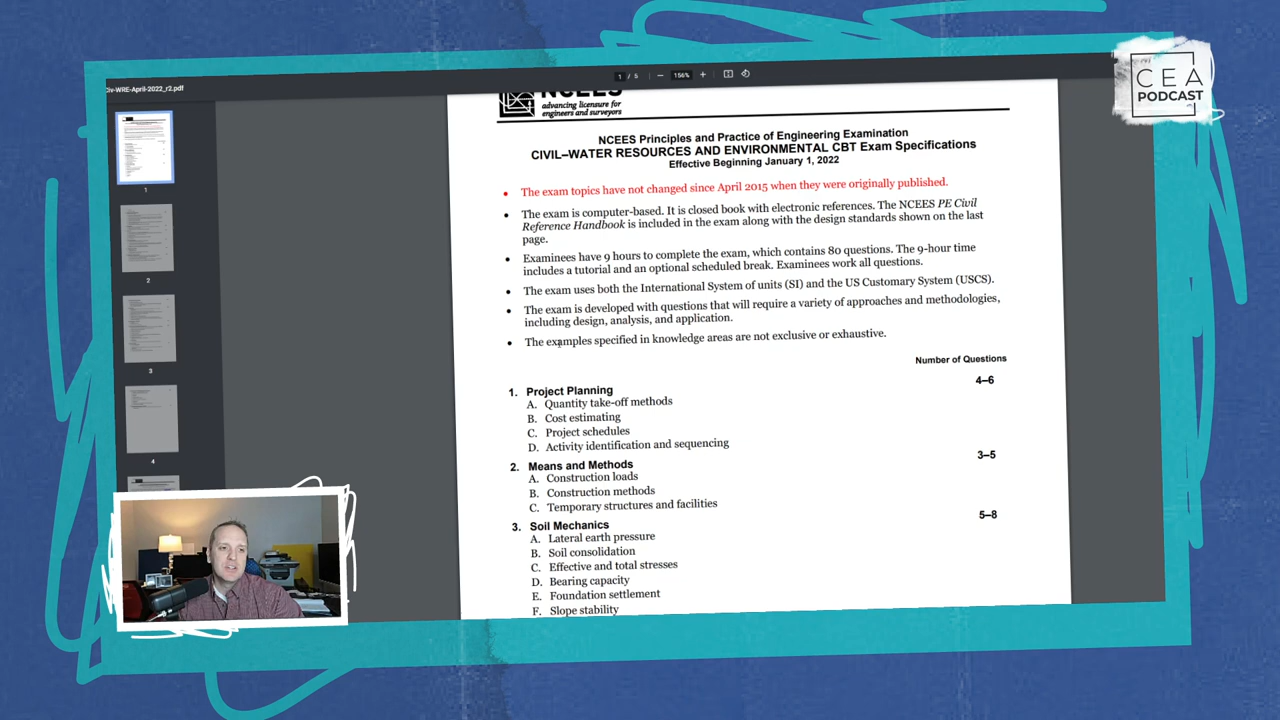 Civ-WRE-April-2022_r2.pdf
1 / 5
156%
CEA
PODCAST
NCEES
advancing licensure for
engineers and surveyors
NCEES Principles and Practice of Engineering Examination
CIVIL–WATER RESOURCES AND ENVIRONMENTAL CBT Exam Specifications
Effective Beginning January 1, 2022
• The exam topics have not changed since April 2015 when they were originally published.
• The exam is computer-based. It is closed book with electronic references. The NCEES PE Civil
Reference Handbook is included in the exam along with the design standards shown on the last
page.
• Examinees have 9 hours to complete the exam, which contains 80 questions. The 9-hour time
includes a tutorial and an optional scheduled break. Examinees work all questions.
• The exam uses both the International System of units (SI) and the US Customary System (USCS).
• The exam is developed with questions that will require a variety of approaches and methodologies,
including design, analysis, and application.
• The examples specified in knowledge areas are not exclusive or exhaustive.
Number of Questions
1. Project Planning 4–6
A. Quantity take-off methods
B. Cost estimating
C. Project schedules
D. Activity identification and sequencing
2. Means and Methods 3–5
A. Construction loads
B. Construction methods
C. Temporary structures and facilities
3. Soil Mechanics 5–8
A. Lateral earth pressure
B. Soil consolidation
C. Effective and total stresses
D. Bearing capacity
E. Foundation settlement
F. Slope stability
1
2
3
4